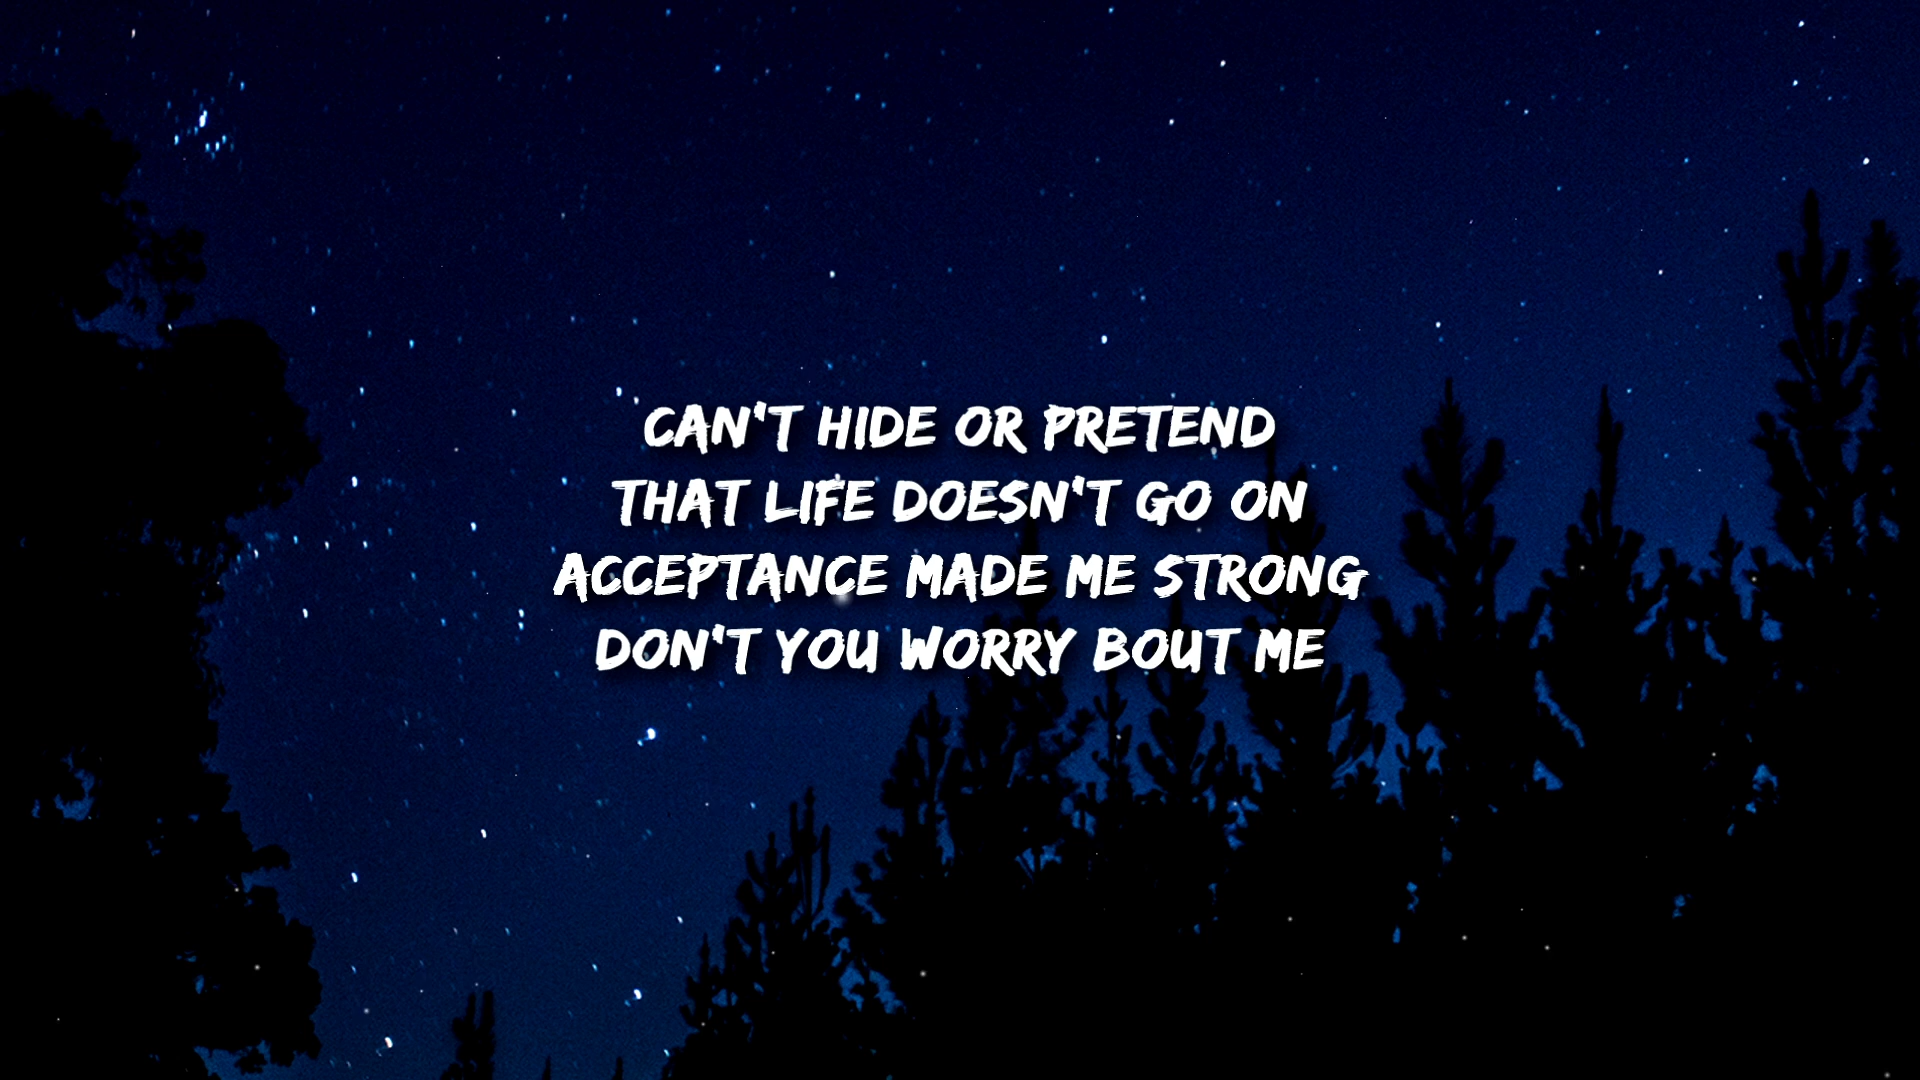 CAN'T HIDE OR PRETEND
THAT LIFE DOESN'T GO ON
ACCEPTANCE MADE ME STRONG
DON'T YOU WORRY BOUT ME